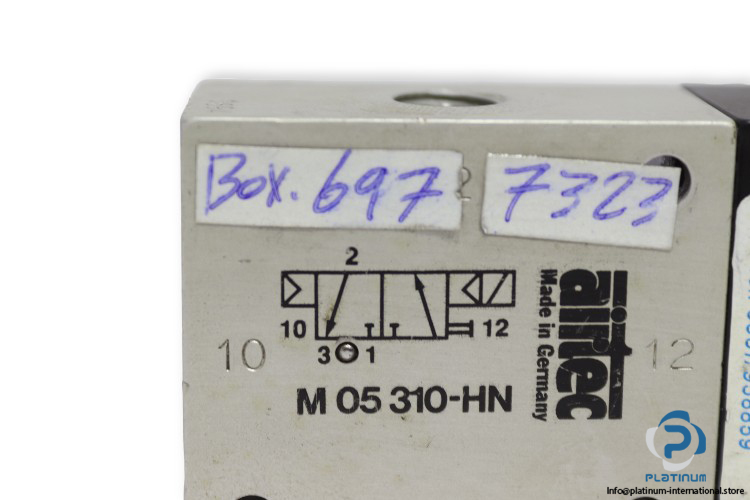 Box. 697 2 7323
2
10 12
3 1
10 12
airtec
Made in Germany
M 05 310-HN
PLATINUM
Info@platinum-international.store